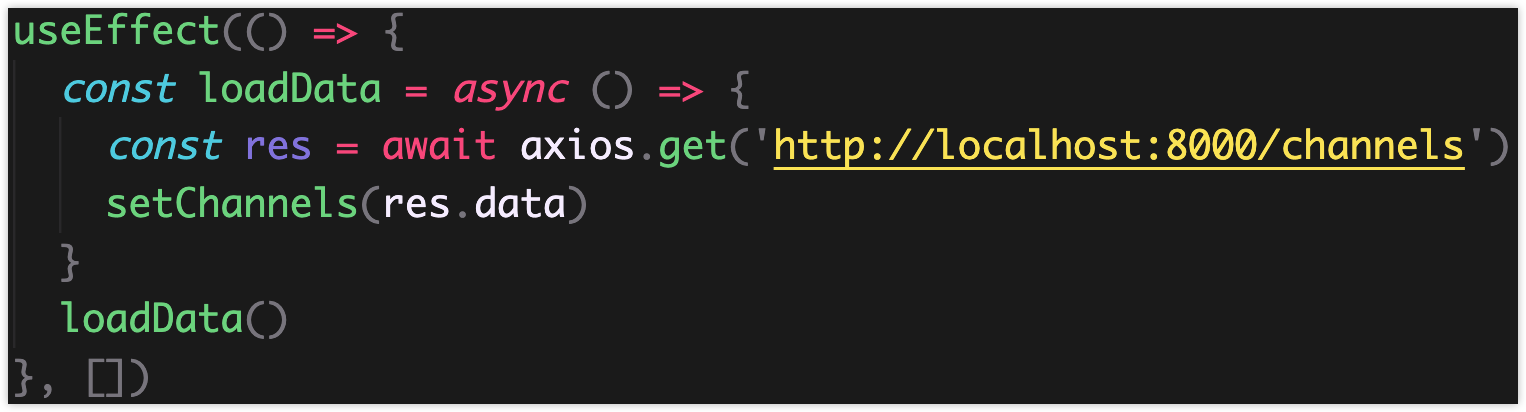 useEffect(() => {
  const loadData = async () => {
    const res = await axios.get('http://localhost:8000/channels')
    setChannels(res.data)
  }
  loadData()
}, [])